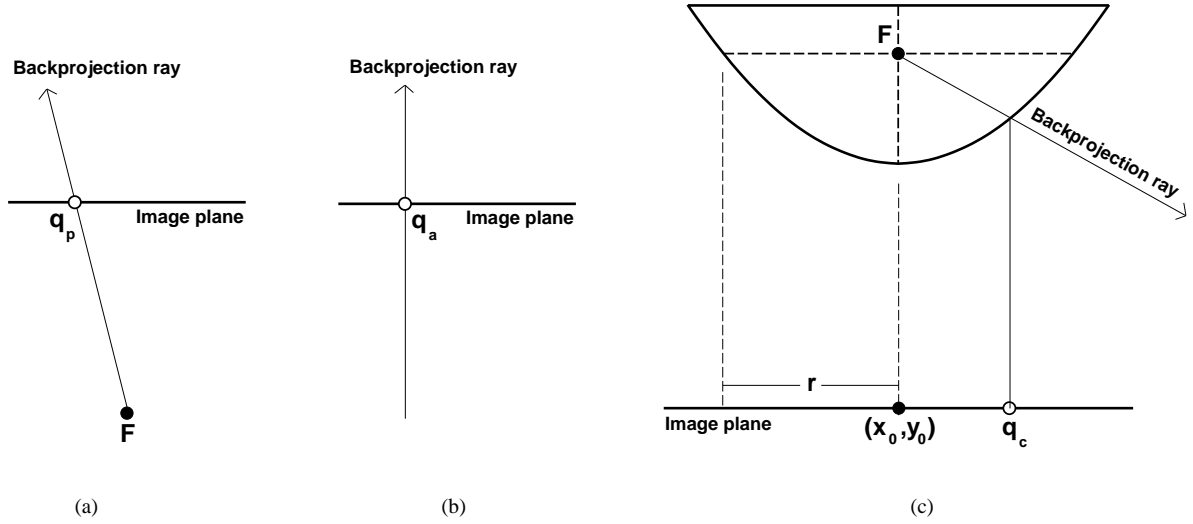 Backprojection ray
q_p
Image plane
F
(a)
Backprojection ray
q_a
Image plane
(b)
F
Backprojection ray
r
Image plane
(x_0,y_0)
q_c
(c)